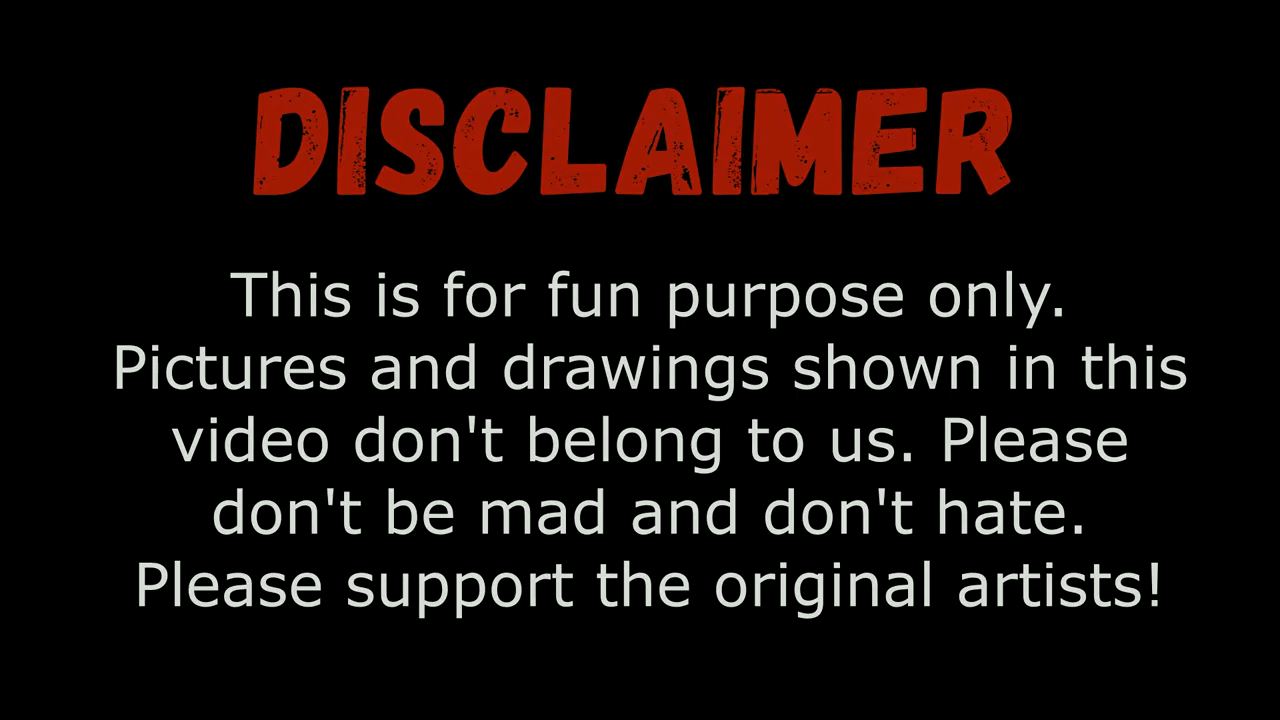 DISCLAIMER
This is for fun purpose only.
Pictures and drawings shown in this
video don't belong to us. Please
don't be mad and don't hate.
Please support the original artists!